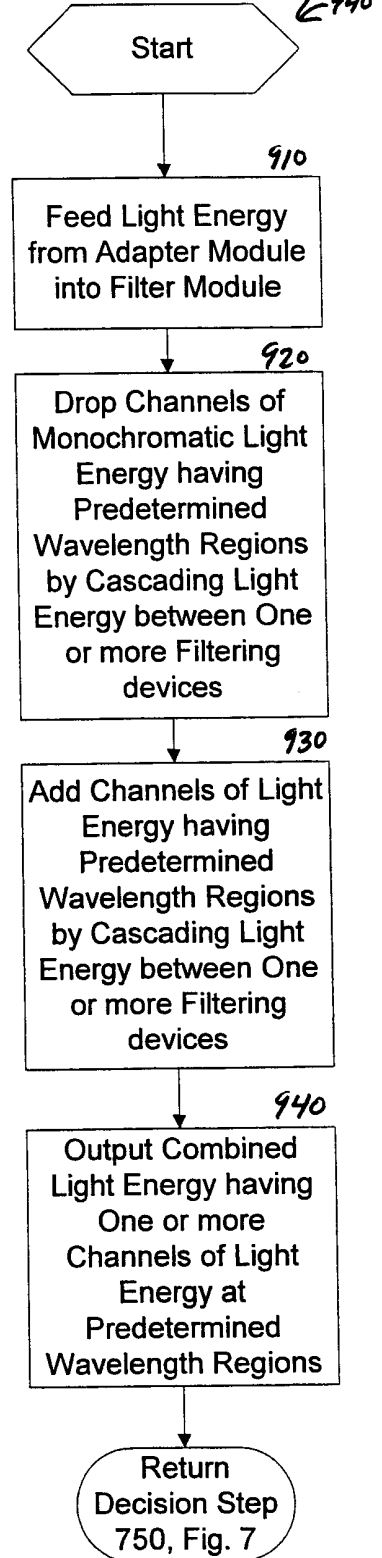 740
Start
910
Feed Light Energy
from Adapter Module
into Filter Module
920
Drop Channels of
Monochromatic Light
Energy having
Predetermined
Wavelength Regions
by Cascading Light
Energy between One
or more Filtering
devices
930
Add Channels of Light
Energy having
Predetermined
Wavelength Regions
by Cascading Light
Energy between One
or more Filtering
devices
940
Output Combined
Light Energy having
One or more
Channels of Light
Energy at
Predetermined
Wavelength Regions
Return
Decision Step
750, Fig. 7